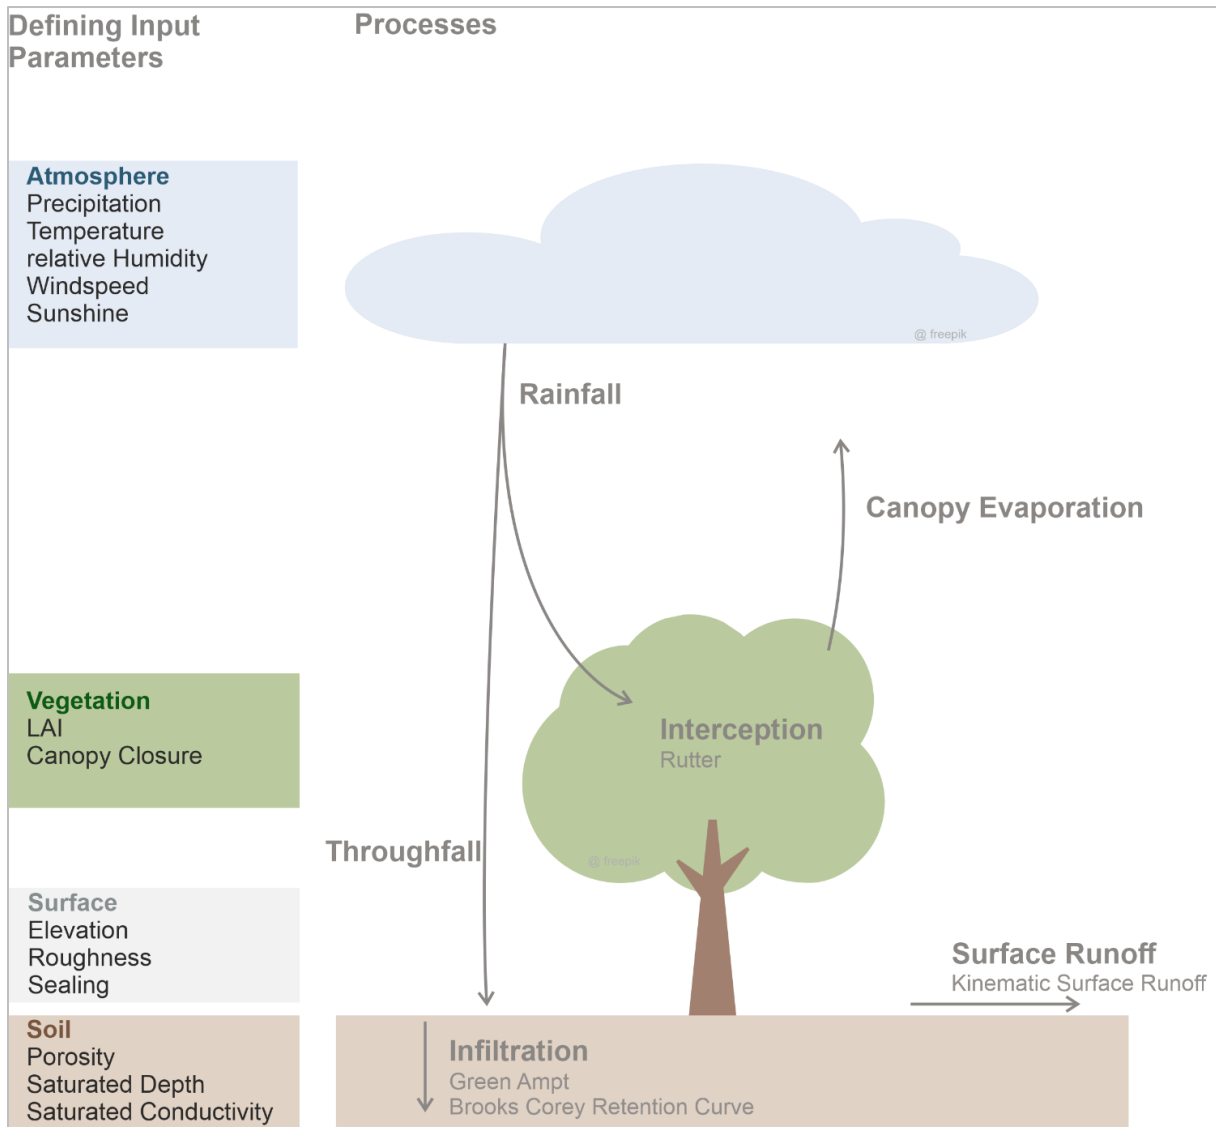 Defining Input
Parameters
Processes
Atmosphere
Precipitation
Temperature
relative Humidity
Windspeed
Sunshine
@ freepik
Rainfall
Canopy Evaporation
Vegetation
LAI
Canopy Closure
Interception
Rutter
Throughfall
@ freepik
Surface
Elevation
Roughness
Sealing
Surface Runoff
Kinematic Surface Runoff
Soil
Porosity
Saturated Depth
Saturated Conductivity
Infiltration
Green Ampt
Brooks Corey Retention Curve